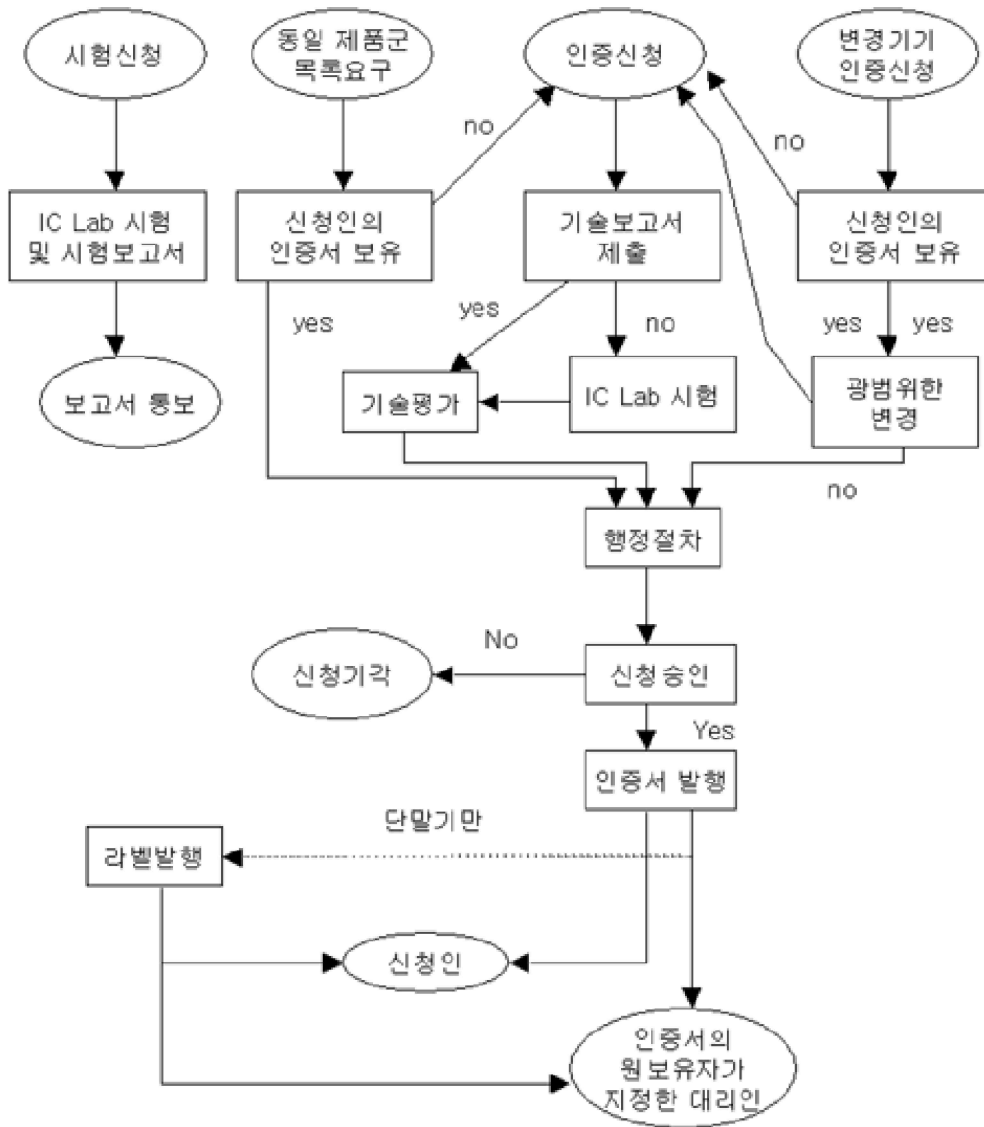 시험신청
동일 제품군
목록요구
인증신청
변경기기
인증신청
no
no
IC Lab 시험
및 시험보고서
신청인의
인증서 보유
기술보고서
제출
신청인의
인증서 보유
yes
yes
no
yes
yes
보고서 통보
기술평가
IC Lab 시험
광범위한
변경
no
행정절차
No
신청기각
신청승인
Yes
인증서 발행
단말기만
라벨발행
신청인
인증서의
원보유자가
지정한 대리인